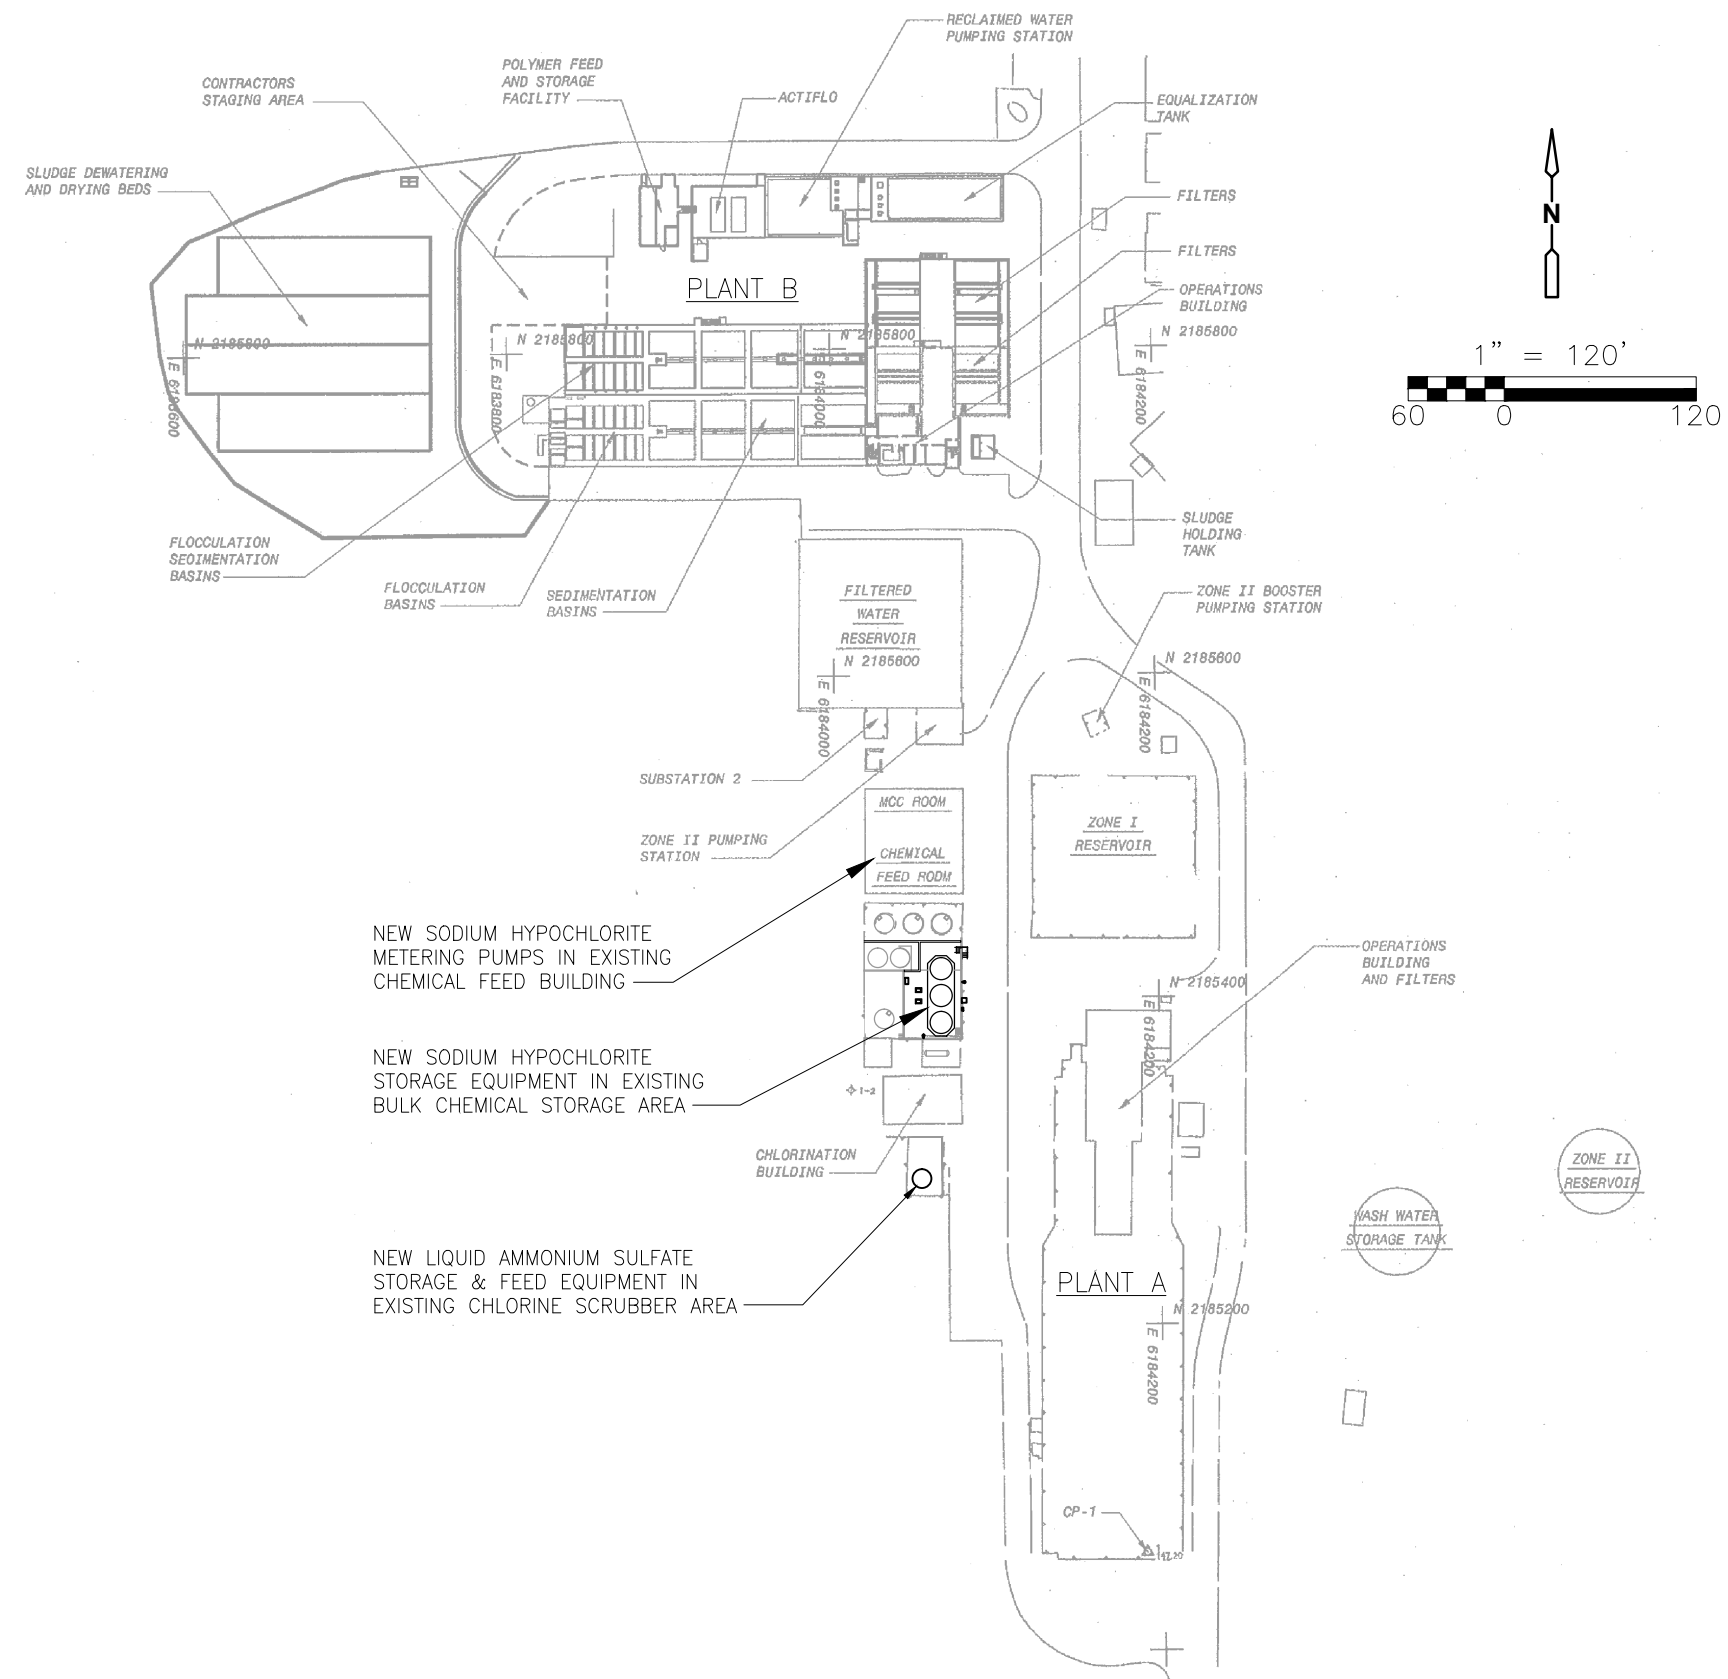 RECLAIMED WATER
PUMPING STATION
POLYMER FEED
AND STORAGE
FACILITY
CONTRACTORS
STAGING AREA
ACTIFLO
EQUALIZATION
TANK
SLUDGE DEWATERING
AND DRYING BEDS
FILTERS
N
FILTERS
PLANT B
OPERATIONS
BUILDING
N 2185800
N 2185800
N 2185800
N 2185800
1" = 120'
60 0 120
E 6183800
E 6184000
E 6184200
SLUDGE
HOLDING
TANK
FLOCCULATION
SEDIMENTATION
BASINS
FLOCCULATION
BASINS
SEDIMENTATION
BASINS
FILTERED
WATER
RESERVOIR
N 2185600
E 6184000
ZONE II BOOSTER
PUMPING STATION
N 2185600
E 6184200
SUBSTATION 2
ZONE II PUMPING
STATION
MCC ROOM
CHEMICAL
FEED ROOM
ZONE I
RESERVOIR
NEW SODIUM HYPOCHLORITE
METERING PUMPS IN EXISTING
CHEMICAL FEED BUILDING
OPERATIONS
BUILDING
AND FILTERS
N 2185400
E 6184200
NEW SODIUM HYPOCHLORITE
STORAGE EQUIPMENT IN EXISTING
BULK CHEMICAL STORAGE AREA
1-2
CHLORINATION
BUILDING
ZONE II
RESERVOIR
WASH WATER
STORAGE TANK
NEW LIQUID AMMONIUM SULFATE
STORAGE & FEED EQUIPMENT IN
EXISTING CHLORINE SCRUBBER AREA
PLANT A
N 2185200
E 6184200
CP-1